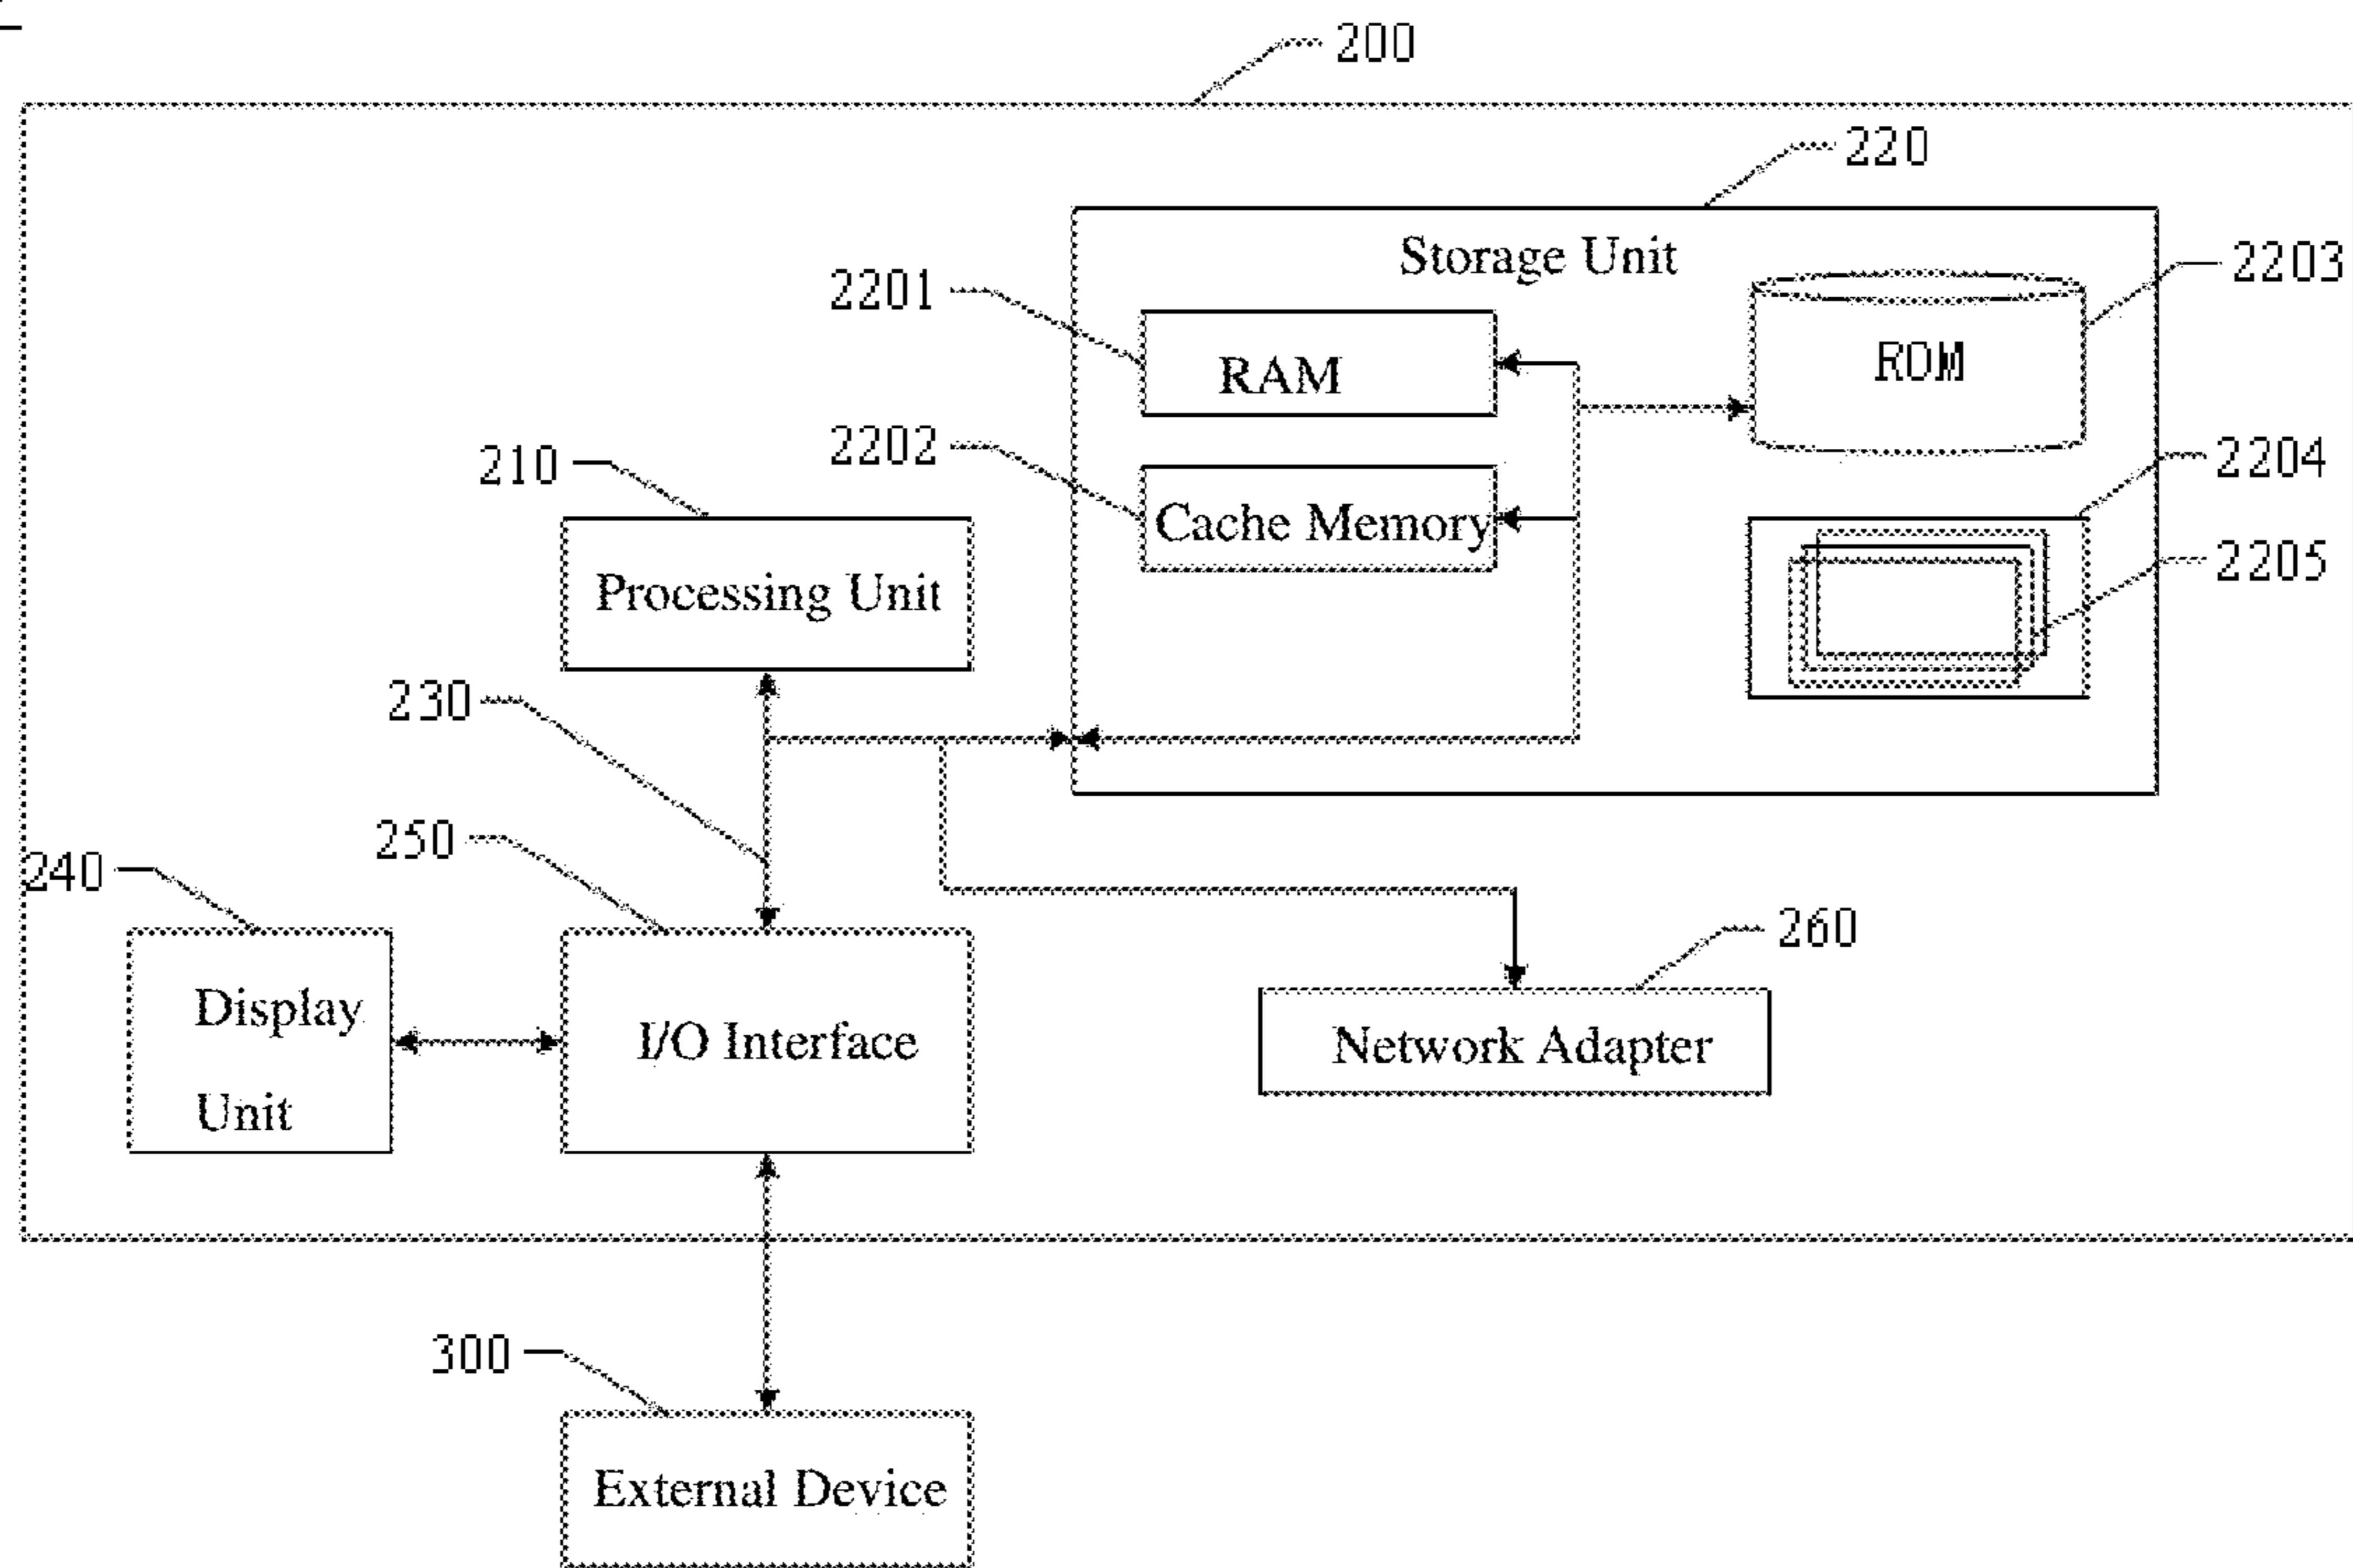 200
220
Storage Unit
2203
2201
RAM
ROM
2202
2204
210
Cache Memory
2205
Processing Unit
230
250
240
260
Display
Unit
I/O Interface
Network Adapter
300
External Device